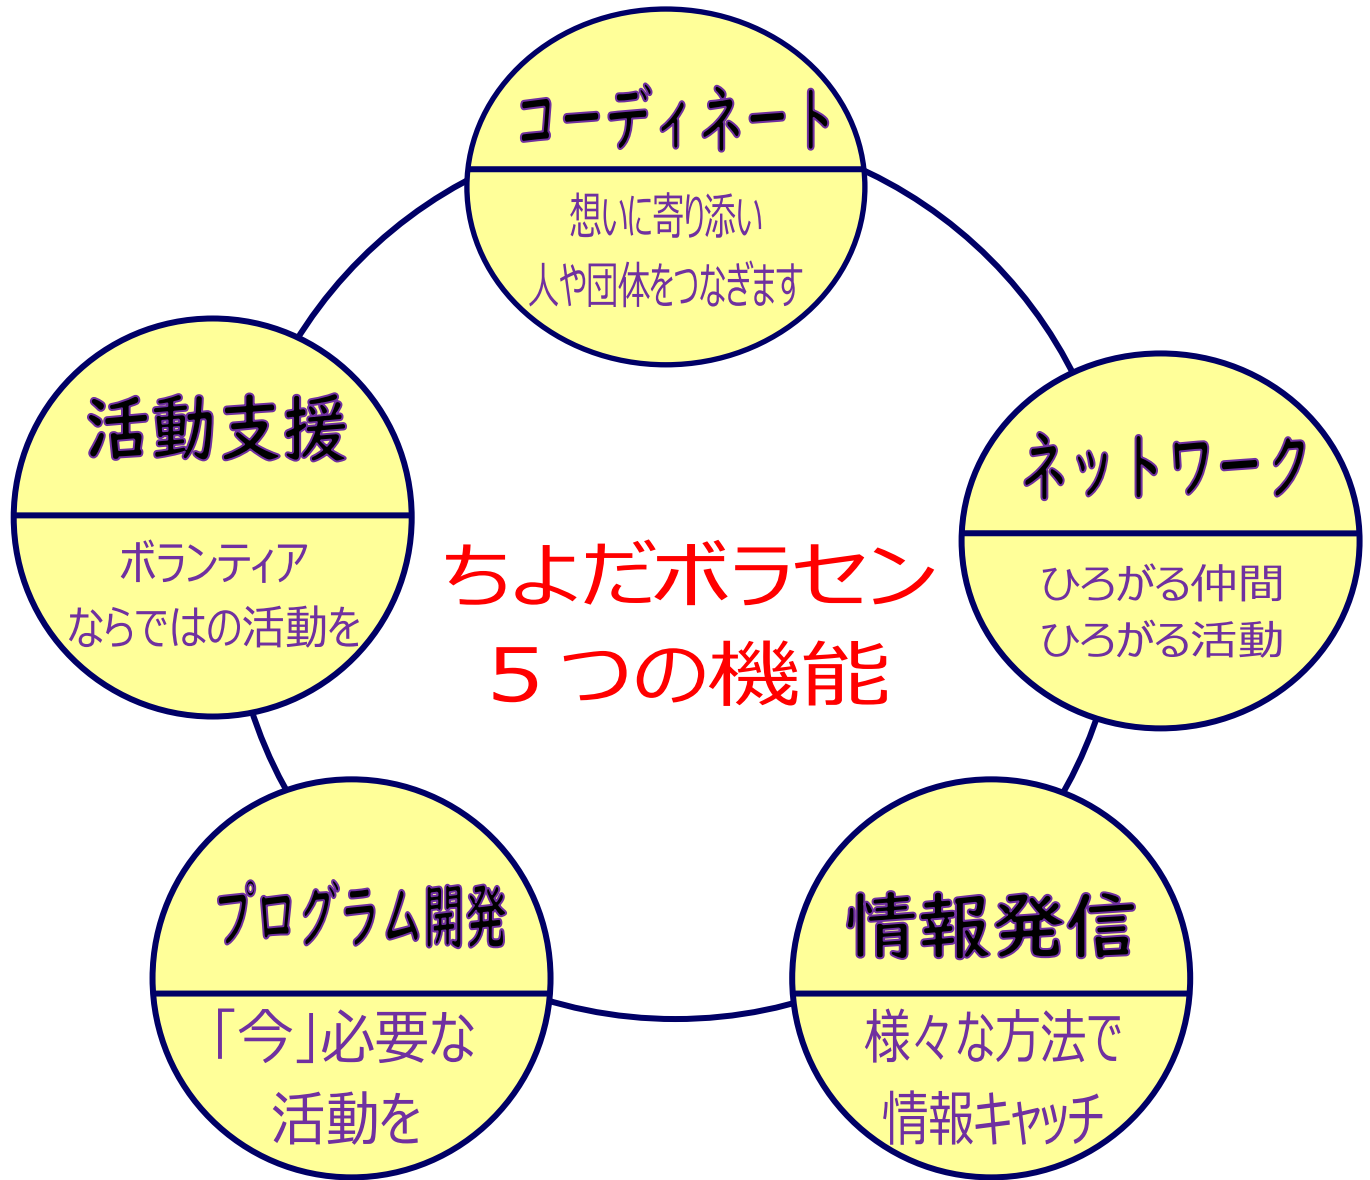 コーディネート
想いに寄り添い
人や団体をつなぎます
ネットワーク
ひろがる仲間
ひろがる活動
情報発信
様々な方法で
情報キャッチ
プログラム開発
「今」必要な
活動を
活動支援
ボランティア
ならではの活動を
ちよだボラセン
５つの機能